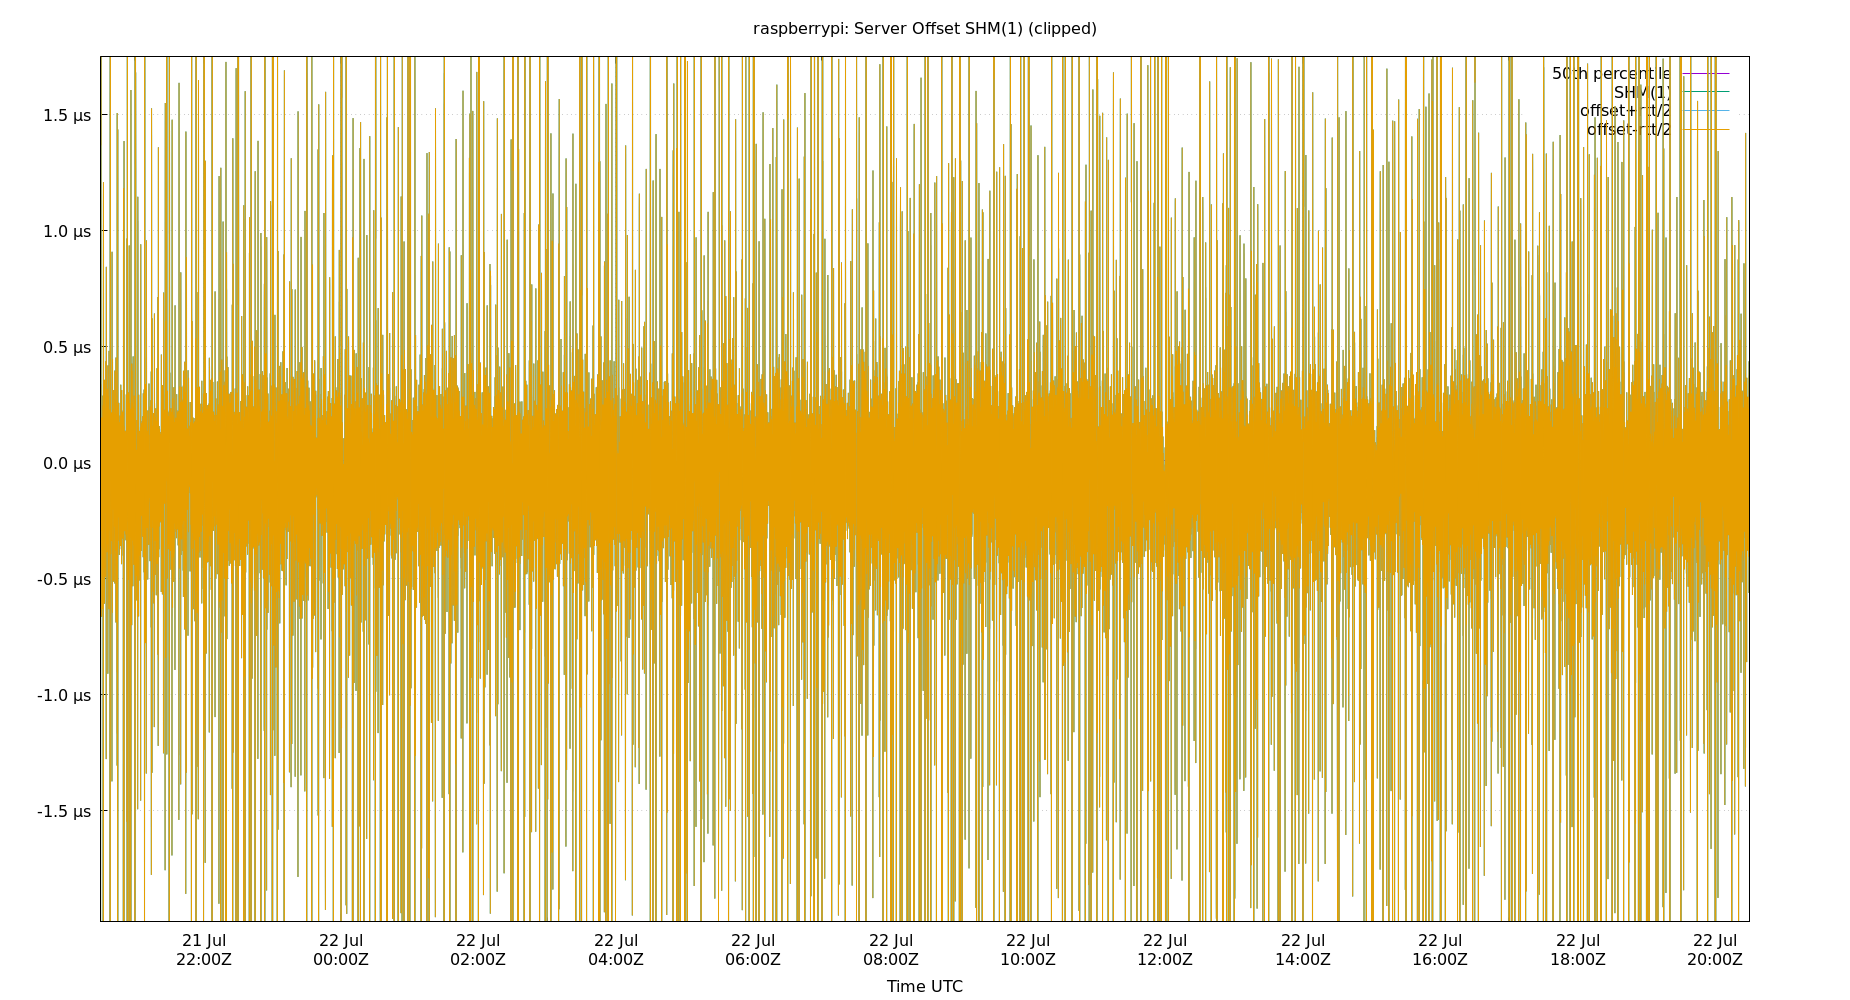 raspberrypi: Server Offset SHM(1) (clipped)
50th percentile
SHM(1)
offset+rtt/2
offset-rtt/2
1.5 µs
1.0 µs
0.5 µs
0.0 µs
-0.5 µs
-1.0 µs
-1.5 µs
21 Jul 22 Jul 22 Jul 22 Jul 22 Jul 22 Jul 22 Jul 22 Jul 22 Jul 22 Jul 22 Jul 22 Jul
22:00Z 00:00Z 02:00Z 04:00Z 06:00Z 08:00Z 10:00Z 12:00Z 14:00Z 16:00Z 18:00Z 20:00Z
Time UTC